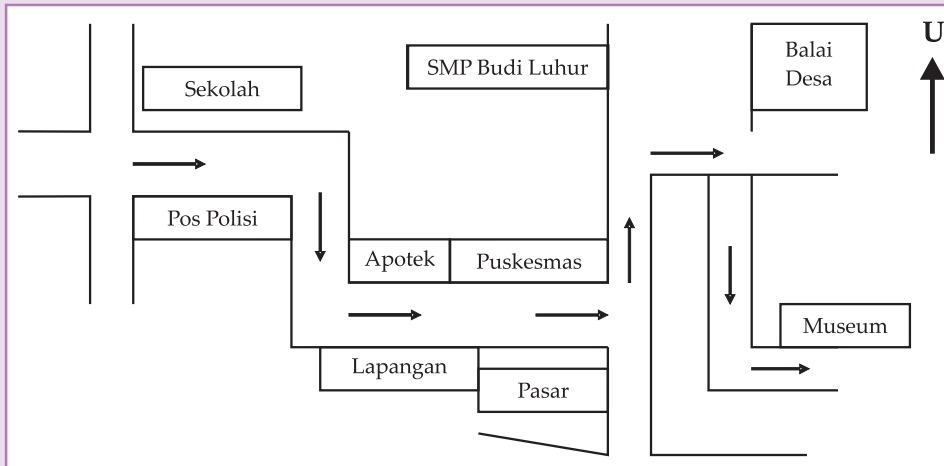 U
Balai
Desa
SMP Budi Luhur
Sekolah
Pos Polisi
Apotek
Puskesmas
Museum
Lapangan
Pasar